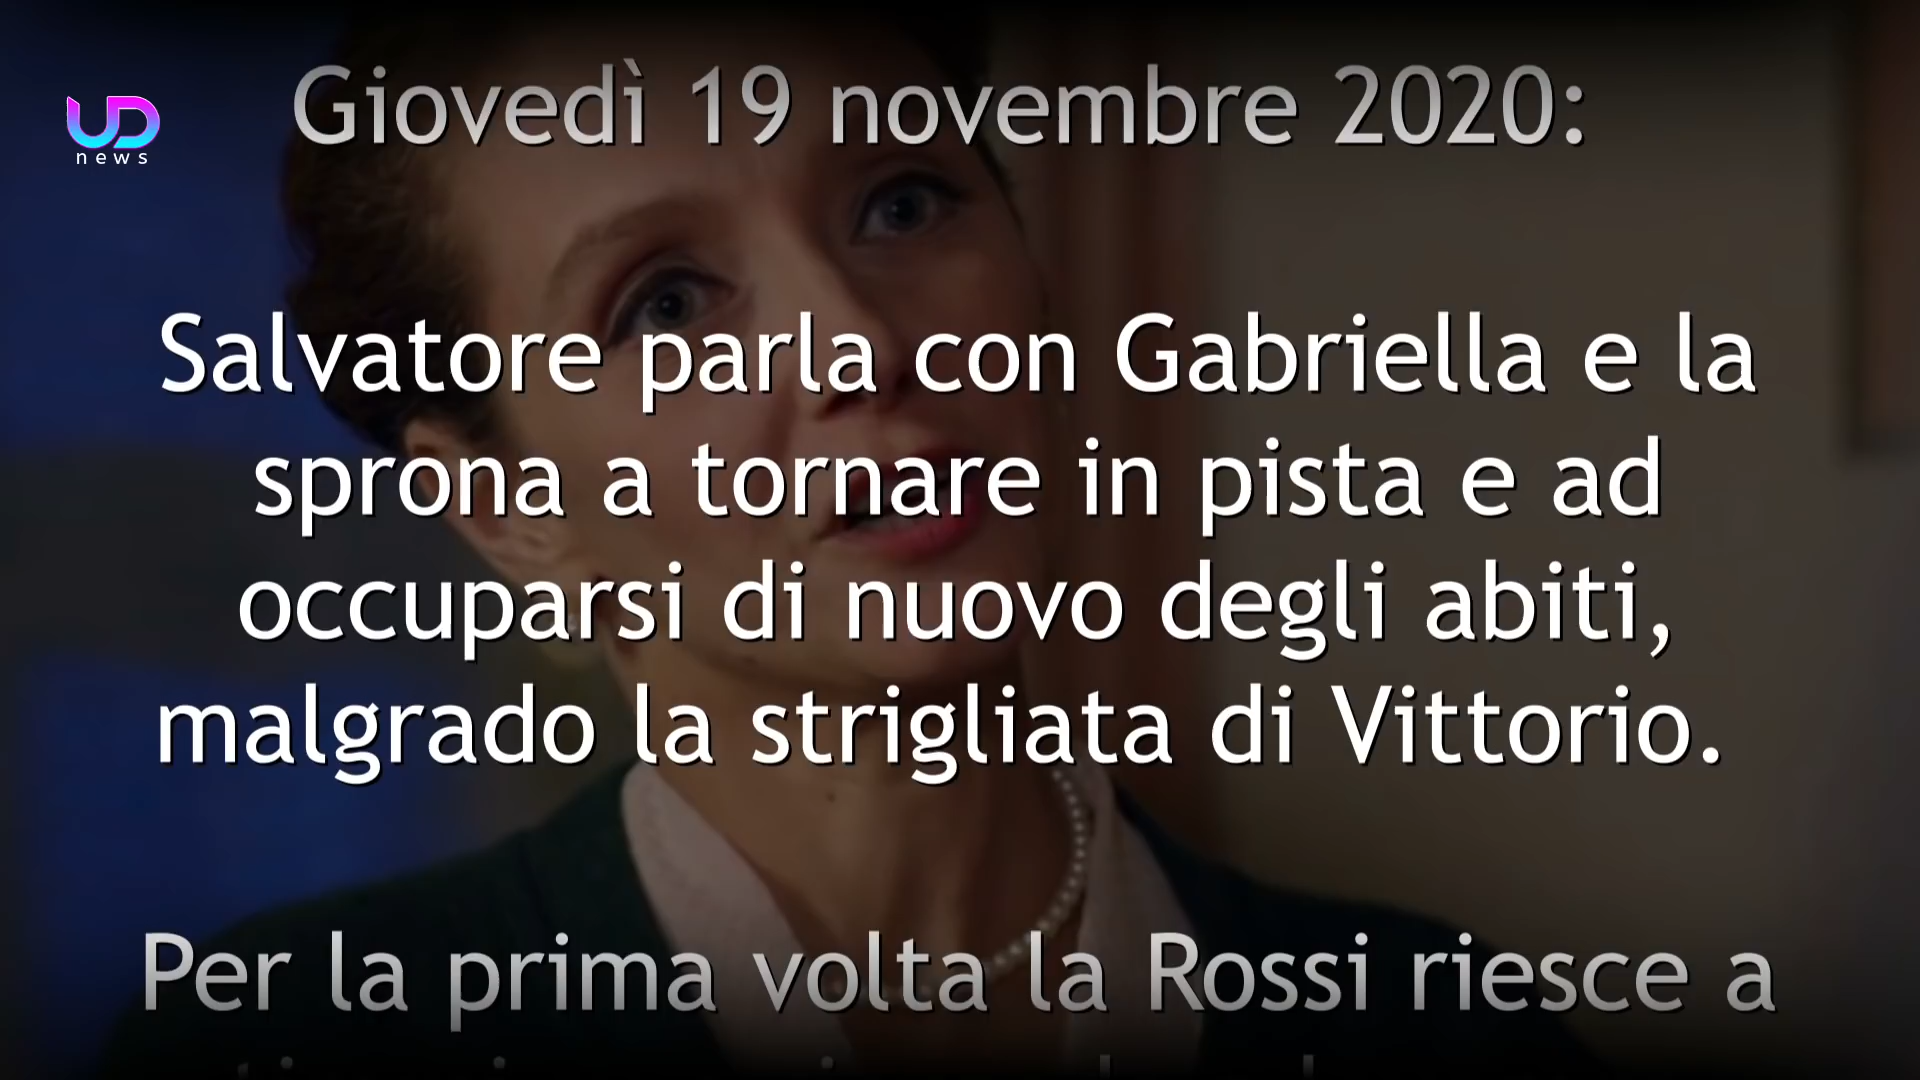 UD
news
Giovedì 19 novembre 2020:
Salvatore parla con Gabriella e la
sprona a tornare in pista e ad
occuparsi di nuovo degli abiti,
malgrado la strigliata di Vittorio.
Per la prima volta la Rossi riesce a